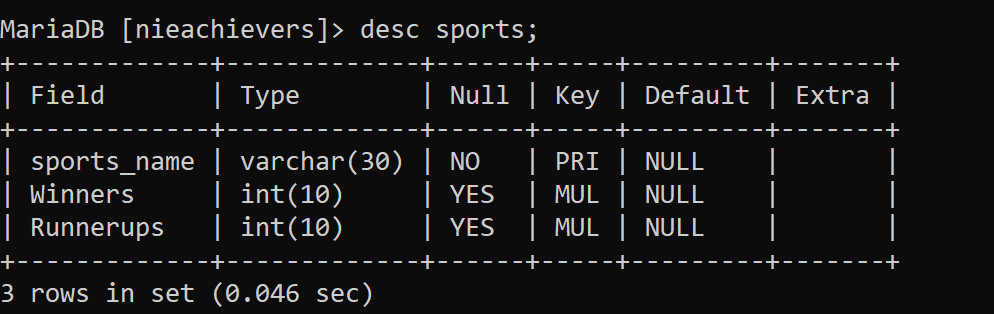 MariaDB [nieachievers]> desc sports;
+-------------+-------------+------+-----+---------+-------+
| Field       | Type        | Null | Key | Default | Extra |
+-------------+-------------+------+-----+---------+-------+
| sports_name | varchar(30) | NO   | PRI | NULL    |       |
| Winners     | int(10)     | YES  | MUL | NULL    |       |
| Runnerups   | int(10)     | YES  | MUL | NULL    |       |
+-------------+-------------+------+-----+---------+-------+
3 rows in set (0.046 sec)